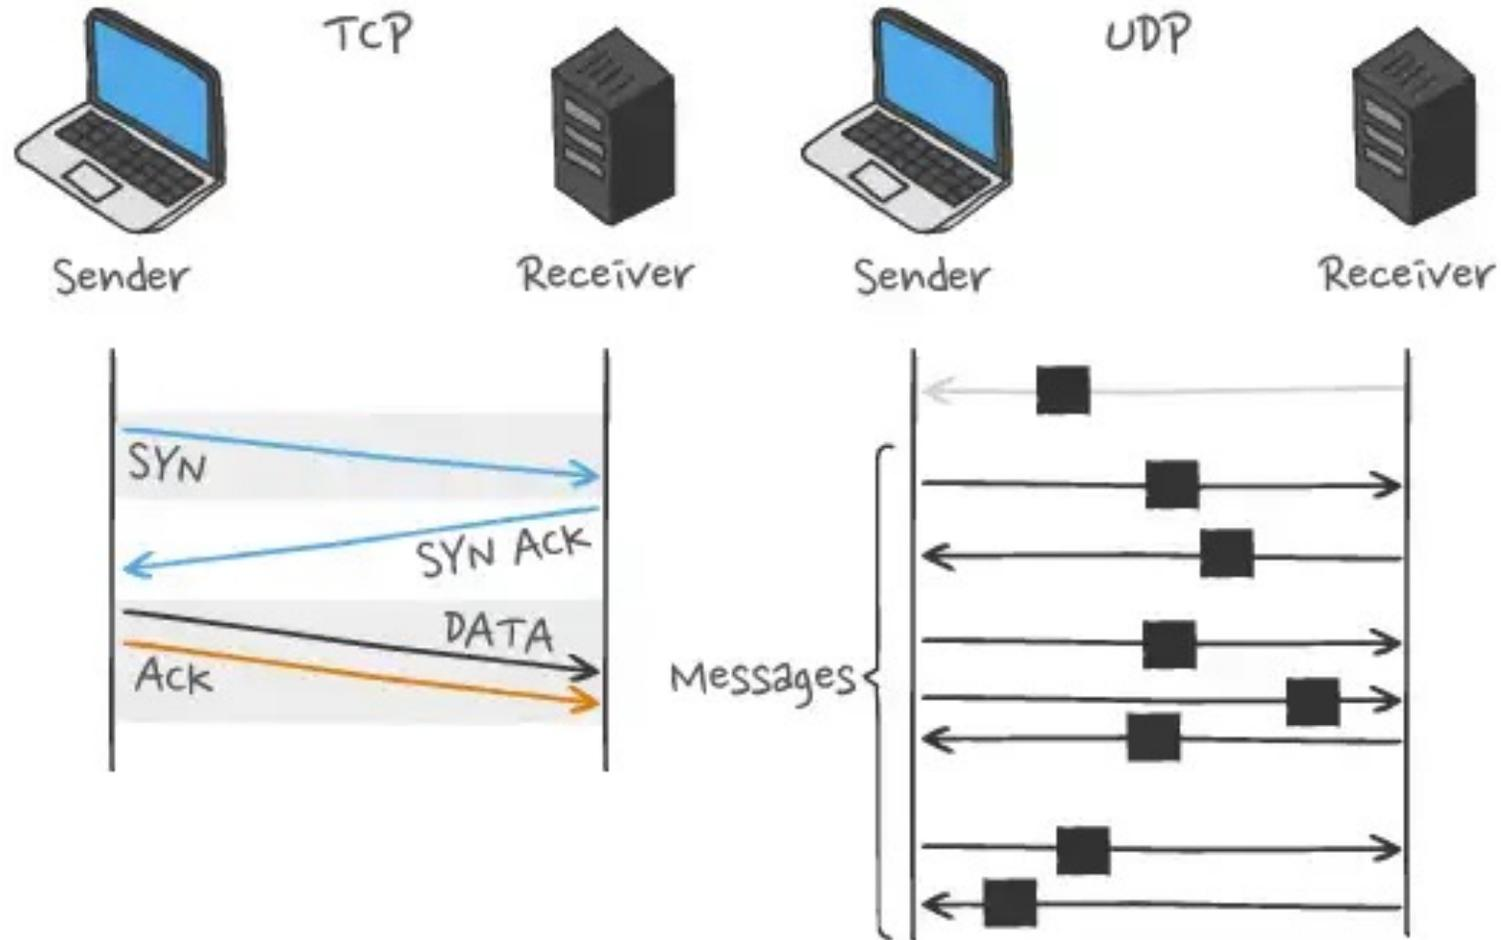 TCP
UDP
Sender
Receiver
Sender
Receiver
SYN
SYN ACK
DATA
ACK
Messages